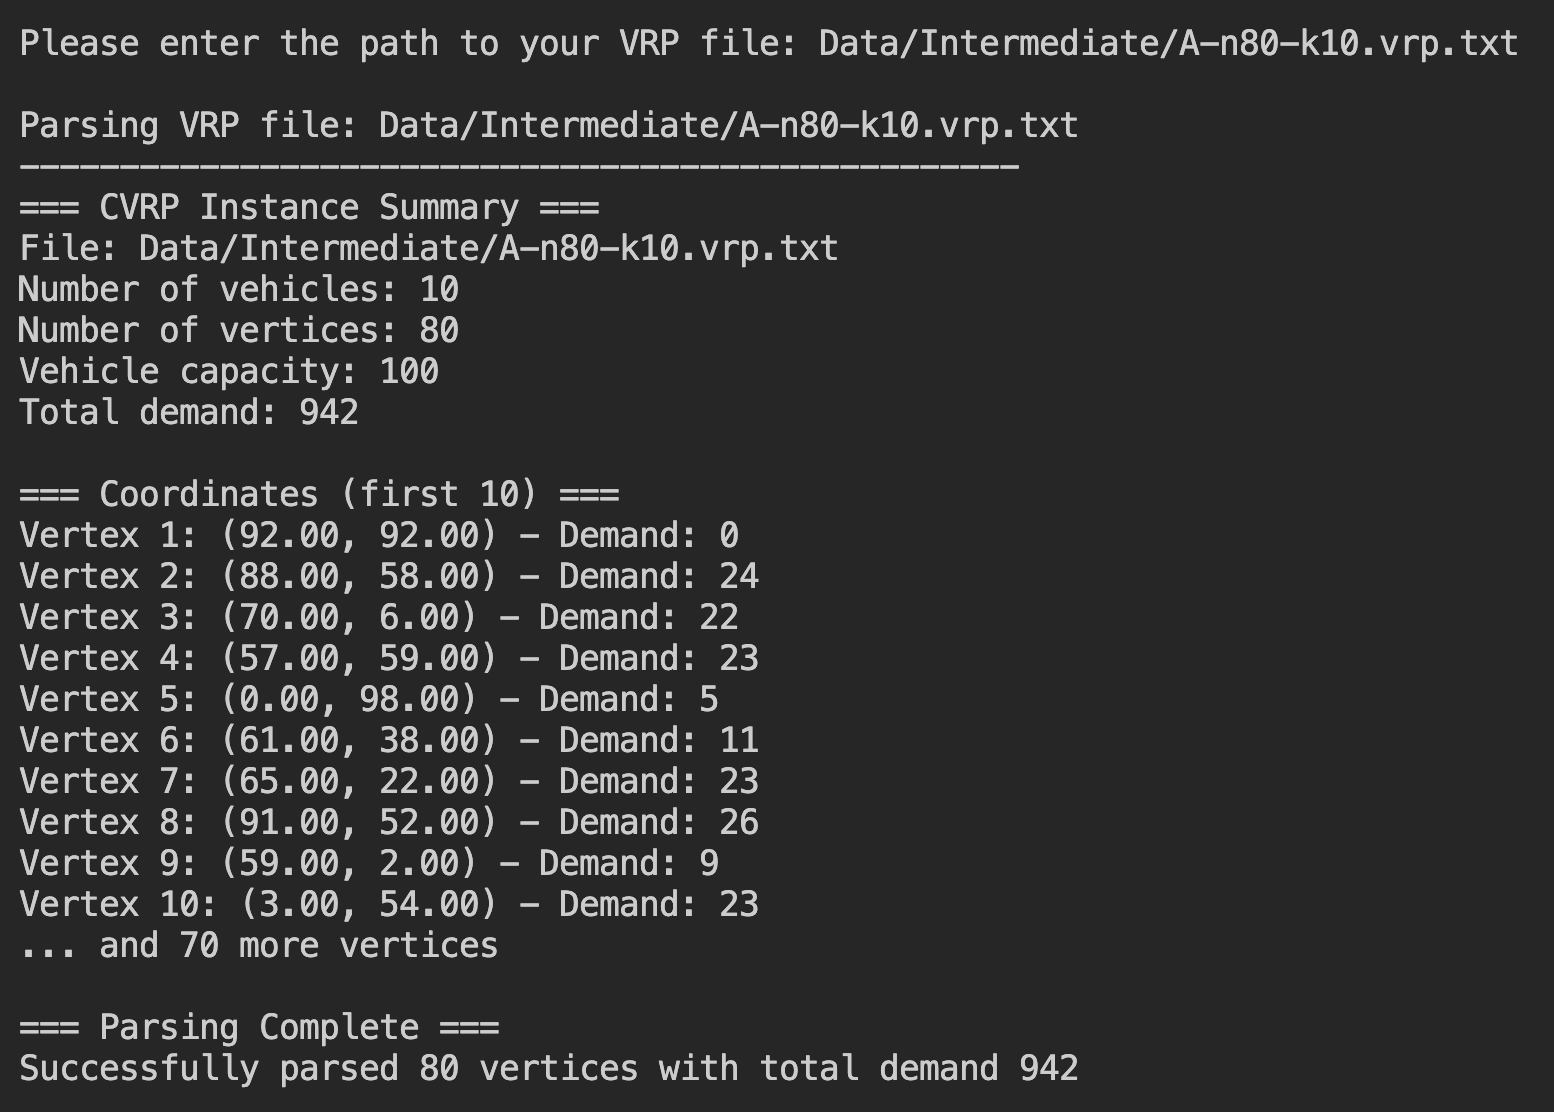 Please enter the path to your VRP file: Data/Intermediate/A-n80-k10.vrp.txt
Parsing VRP file: Data/Intermediate/A-n80-k10.vrp.txt
--------------------------------------------------
=== CVRP Instance Summary ===
File: Data/Intermediate/A-n80-k10.vrp.txt
Number of vehicles: 10
Number of vertices: 80
Vehicle capacity: 100
Total demand: 942
=== Coordinates (first 10) ===
Vertex 1: (92.00, 92.00) - Demand: 0
Vertex 2: (88.00, 58.00) - Demand: 24
Vertex 3: (70.00, 6.00) - Demand: 22
Vertex 4: (57.00, 59.00) - Demand: 23
Vertex 5: (0.00, 98.00) - Demand: 5
Vertex 6: (61.00, 38.00) - Demand: 11
Vertex 7: (65.00, 22.00) - Demand: 23
Vertex 8: (91.00, 52.00) - Demand: 26
Vertex 9: (59.00, 2.00) - Demand: 9
Vertex 10: (3.00, 54.00) - Demand: 23
... and 70 more vertices
=== Parsing Complete ===
Successfully parsed 80 vertices with total demand 942